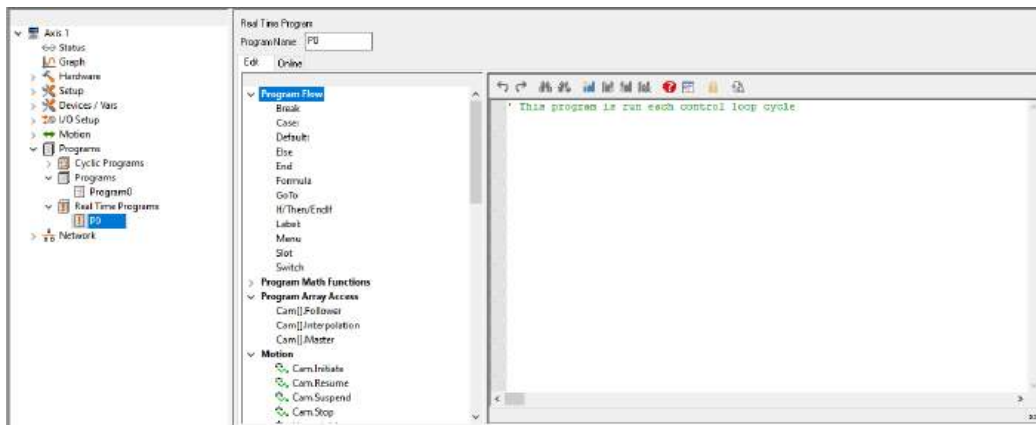 Axis 1
Status
Graph
Hardware
Setup
Devices / Vars
I/O Setup
Motion
Programs
Cyclic Programs
Programs
Program0
Real Time Programs
P0
Network
Real Time Program
Program Name P0
Edit Online
Program Flow
Break
Case:
Default:
Else
End
Formula
GoTo
If/Then/EndIf
Label:
Menu
Slot
Switch
Program Math Functions
Program Array Access
Cam[].Follower
Cam[].Interpolation
Cam[].Master
Motion
Cam.Initiate
Cam.Resume
Cam.Suspend
Cam.Stop
' This program is run each control loop cycle